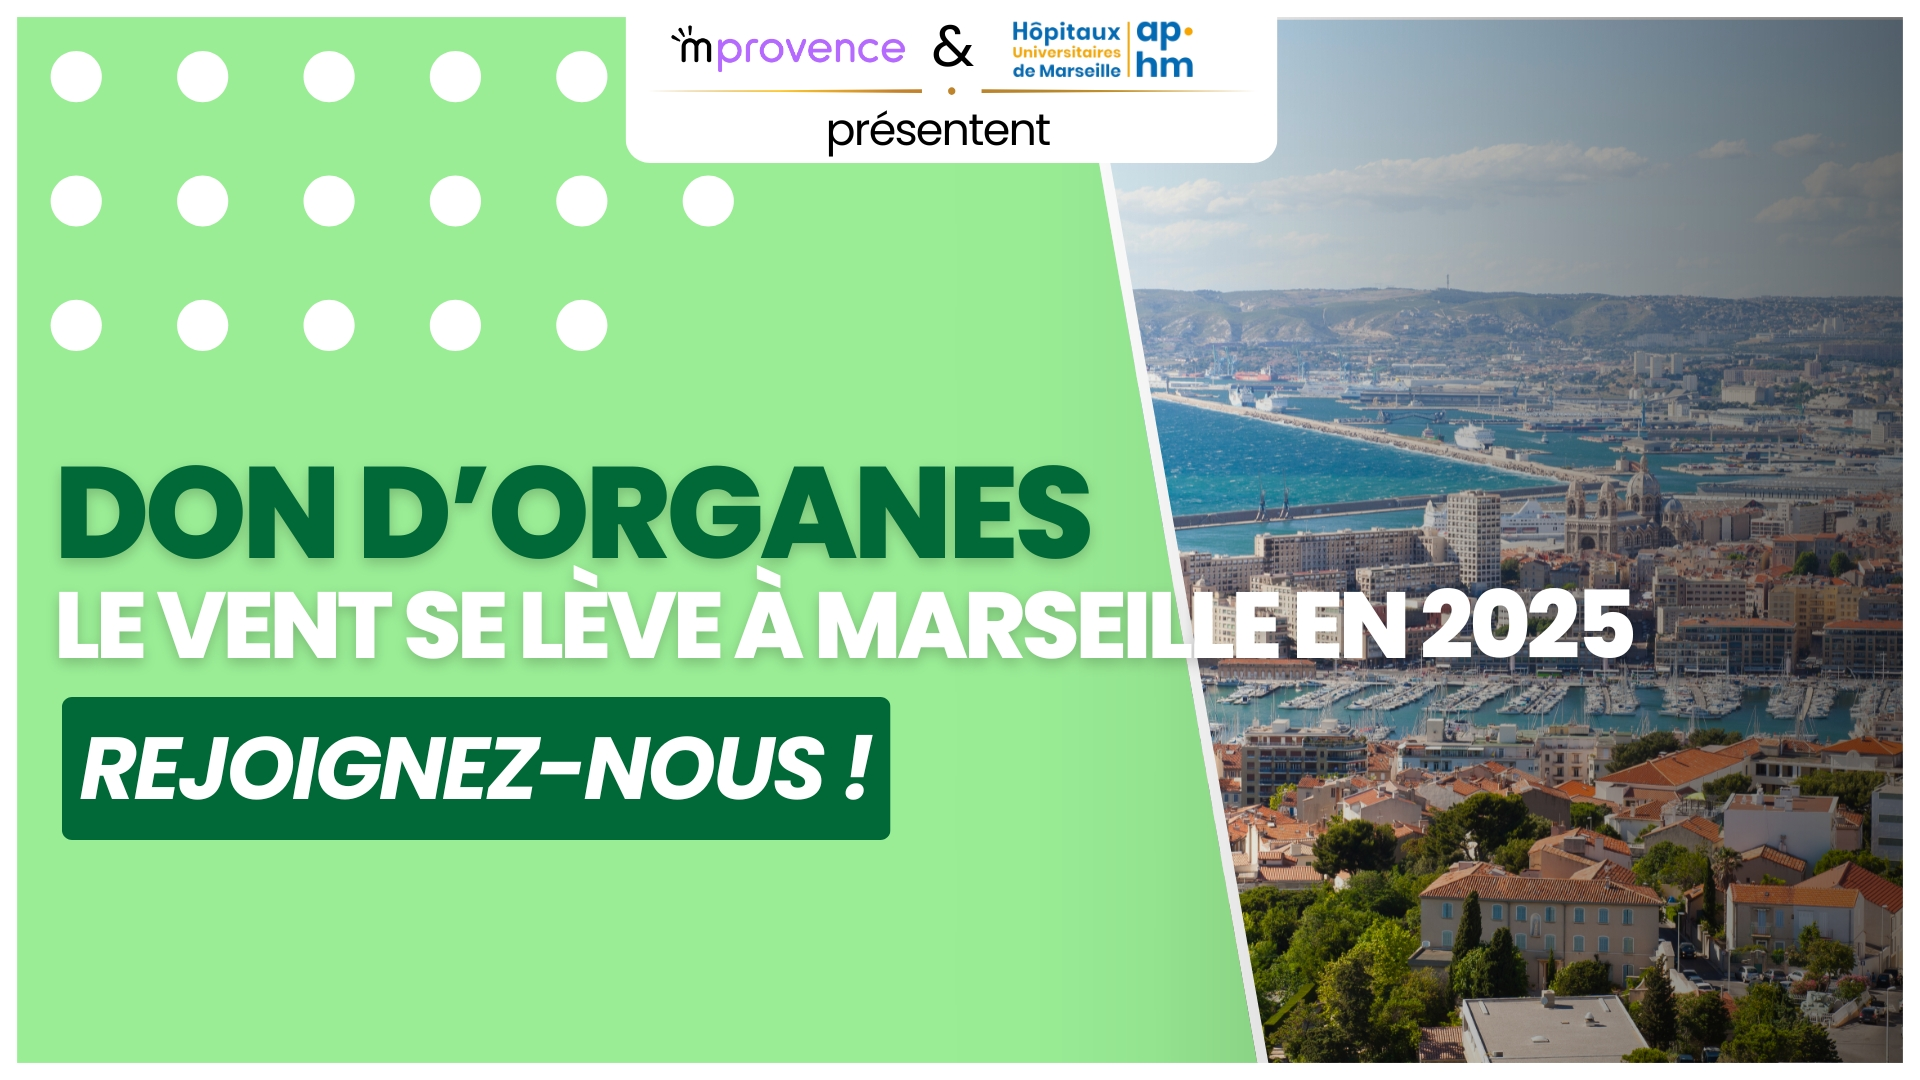 mprovence & Hôpitaux Universitaires de Marseille ap.hm
présentent
DON D’ORGANES
LE VENT SE LÈVE À MARSEILLE EN 2025
REJOIGNEZ-NOUS !